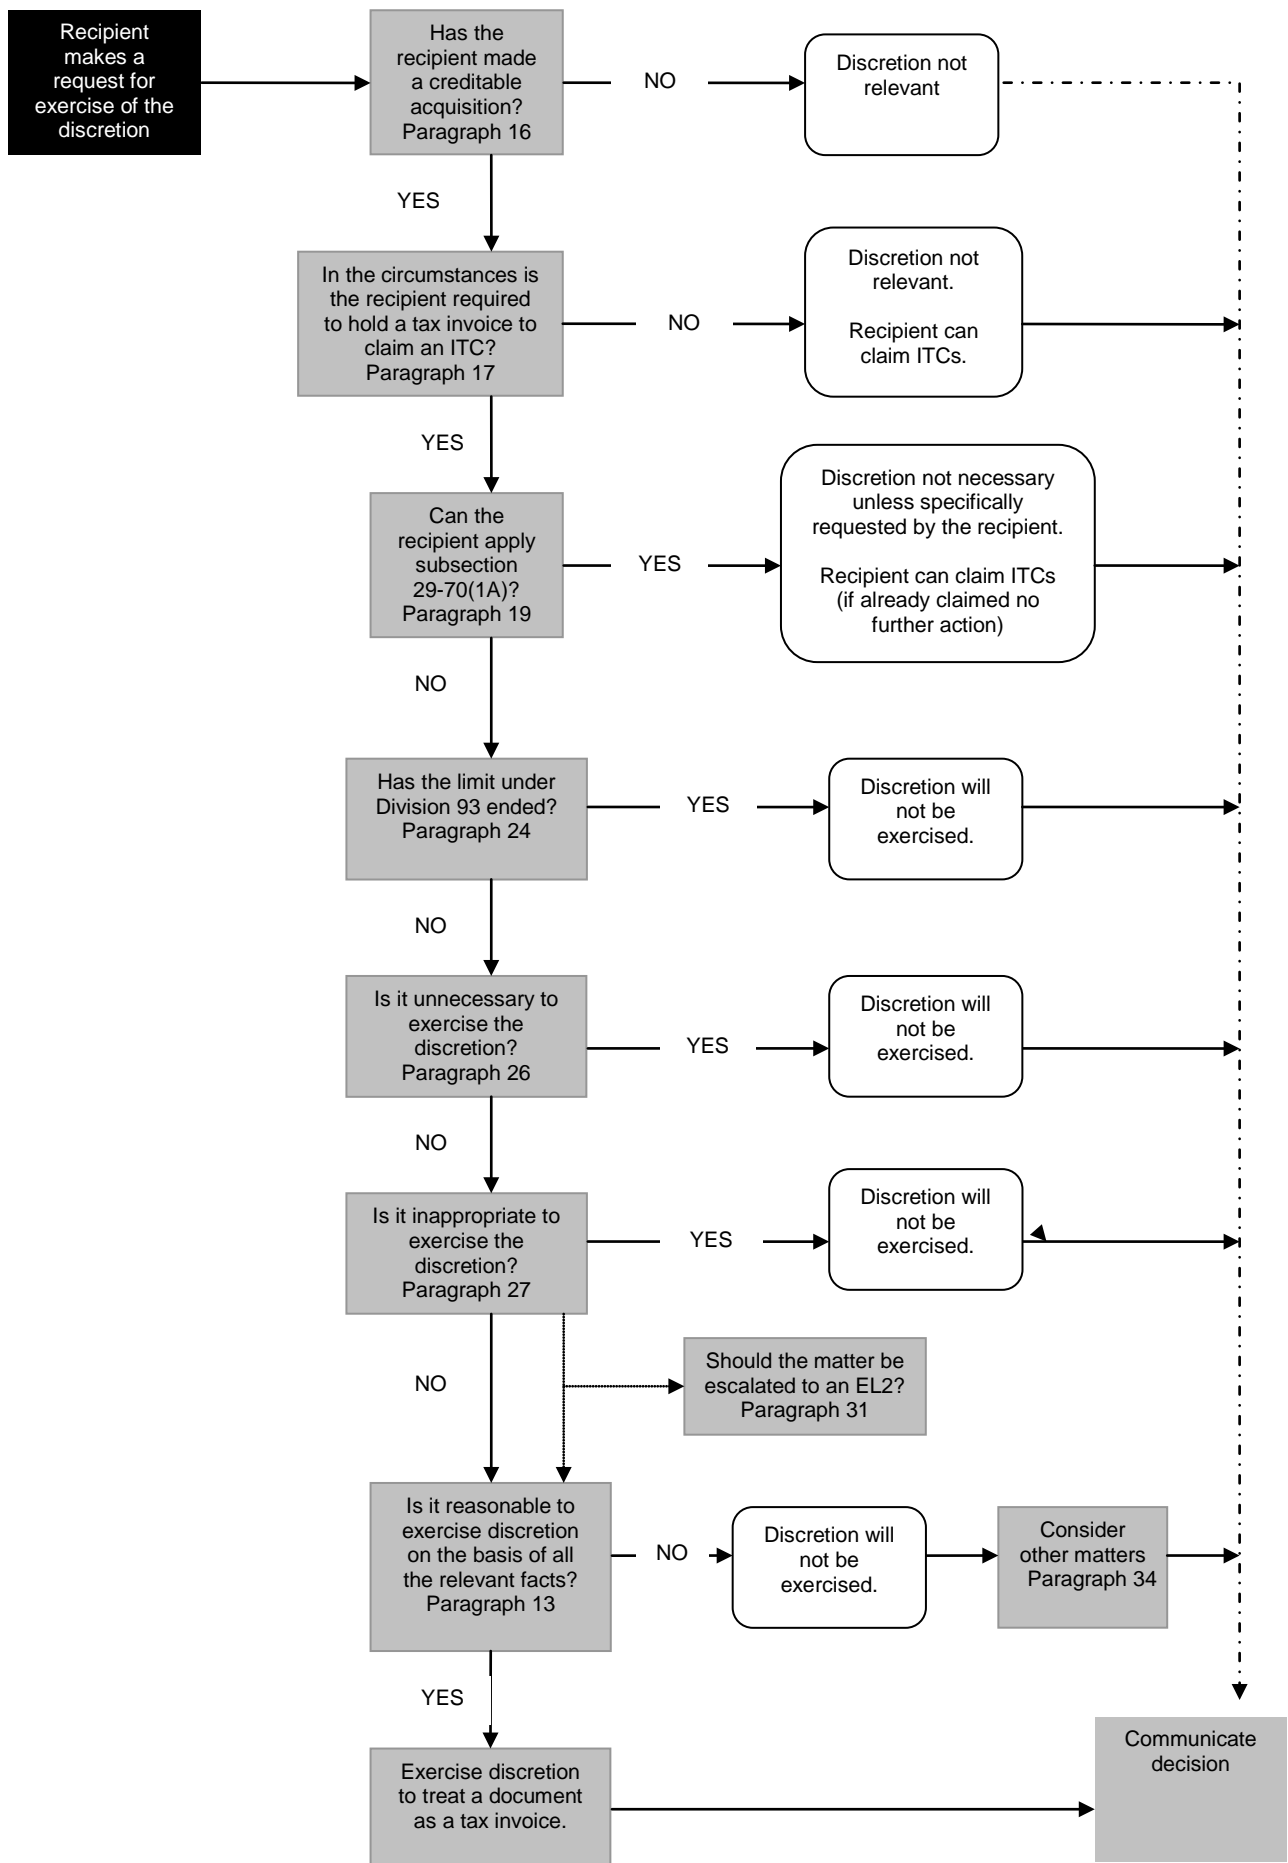 Recipient
makes a
request for
exercise of the
discretion
Has the
recipient made
a creditable
acquisition?
Paragraph 16
NO
Discretion not
relevant
YES
In the circumstances is
the recipient required
to hold a tax invoice to
claim an ITC?
Paragraph 17
NO
Discretion not
relevant.
Recipient can
claim ITCs.
YES
Can the
recipient apply
subsection
29-70(1A)?
Paragraph 19
YES
Discretion not necessary
unless specifically
requested by the recipient.
Recipient can claim ITCs
(if already claimed no
further action)
NO
Has the limit under
Division 93 ended?
Paragraph 24
YES
Discretion will
not be
exercised.
NO
Is it unnecessary to
exercise the
discretion?
Paragraph 26
YES
Discretion will
not be
exercised.
NO
Is it inappropriate to
exercise the
discretion?
Paragraph 27
YES
Discretion will
not be
exercised.
NO
Should the matter be
escalated to an EL2?
Paragraph 31
Is it reasonable to
exercise discretion
on the basis of all
the relevant facts?
Paragraph 13
NO
Discretion will
not be
exercised.
Consider
other matters
Paragraph 34
YES
Exercise discretion
to treat a document
as a tax invoice.
Communicate
decision